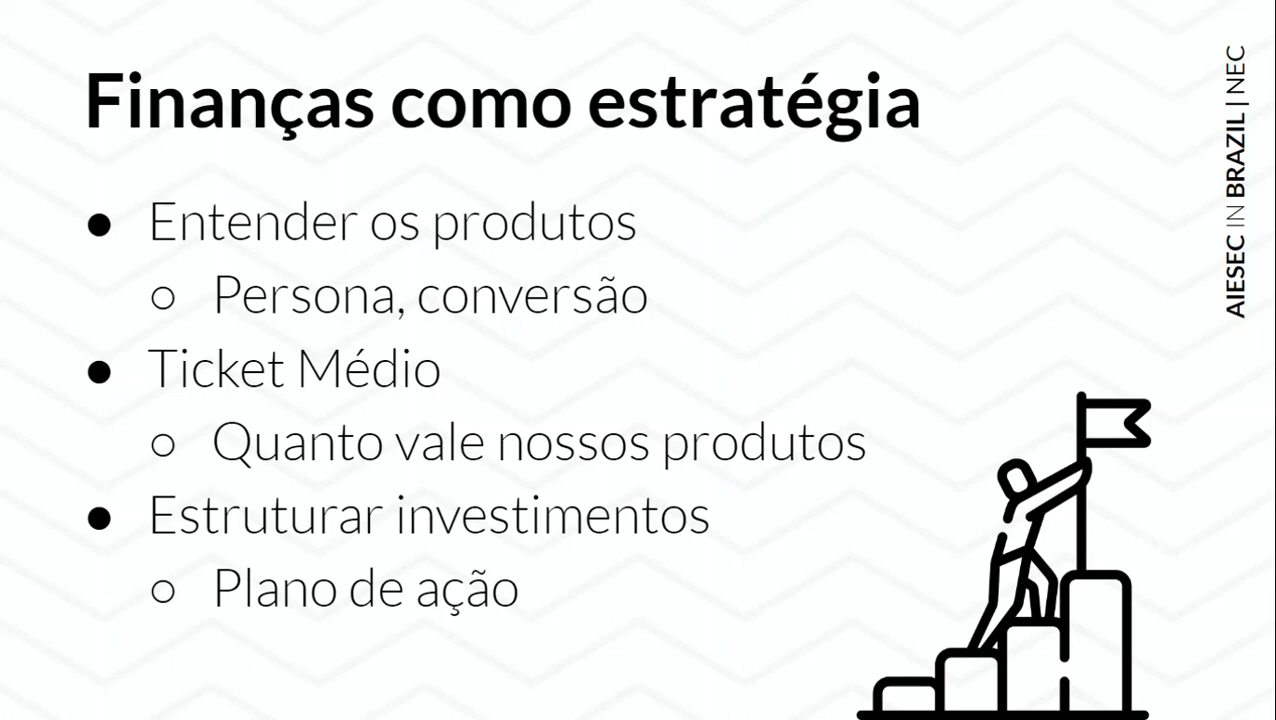 Finanças como estratégia
● Entender os produtos
○ Persona, conversão
● Ticket Médio
○ Quanto vale nossos produtos
● Estruturar investimentos
○ Plano de ação
AIESEC IN BRAZIL | NEC